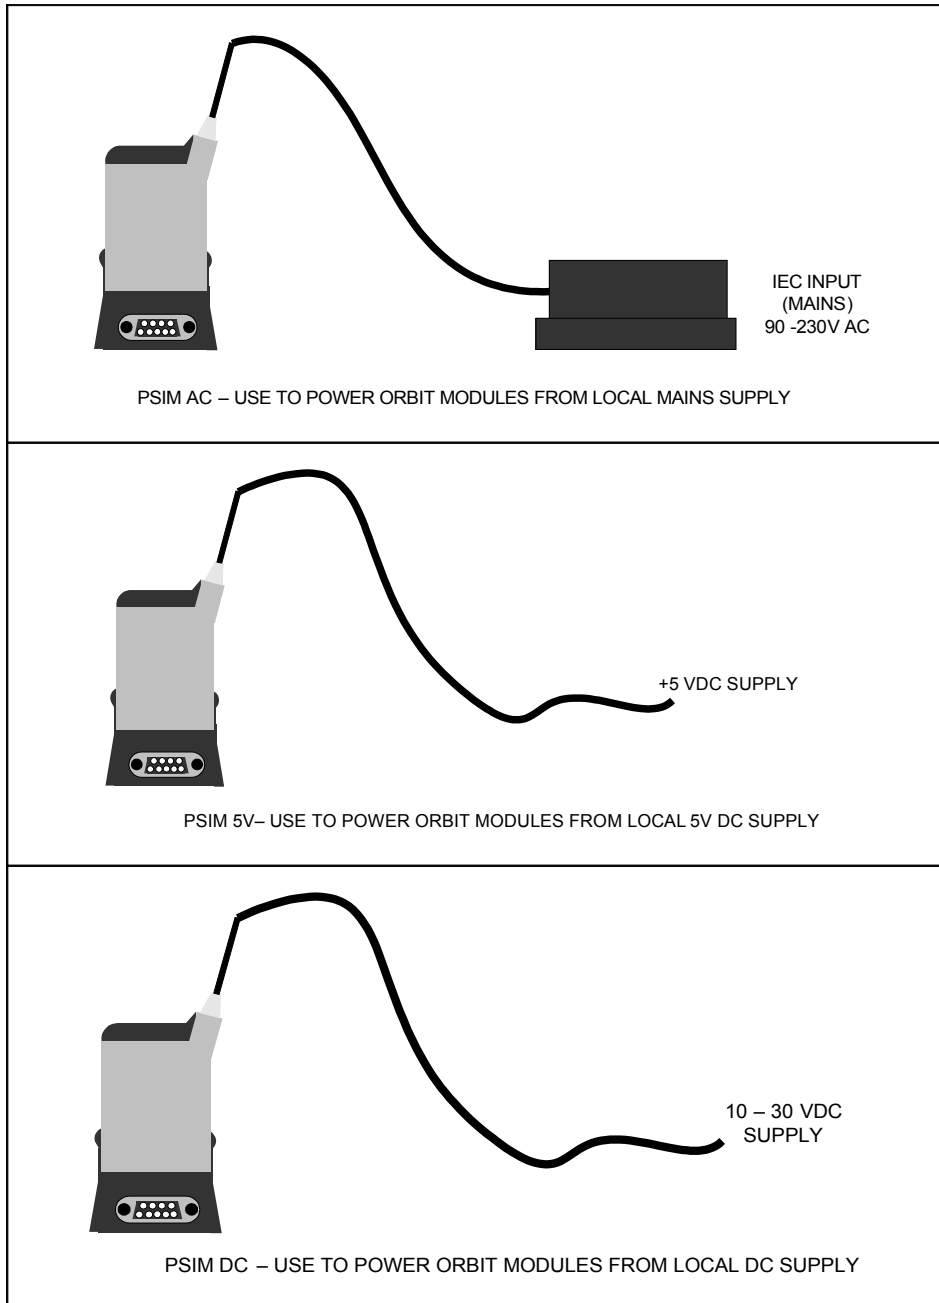 IEC INPUT
(MAINS)
90 -230V AC
PSIM AC – USE TO POWER ORBIT MODULES FROM LOCAL MAINS SUPPLY
+5 VDC SUPPLY
PSIM 5V– USE TO POWER ORBIT MODULES FROM LOCAL 5V DC SUPPLY
10 – 30 VDC
SUPPLY
PSIM DC – USE TO POWER ORBIT MODULES FROM LOCAL DC SUPPLY